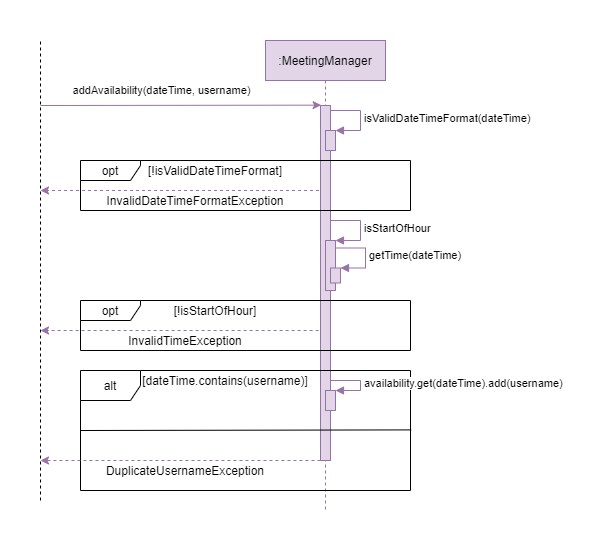 :MeetingManager
addAvailability(dateTime, username)
isValidDateTimeFormat(dateTime)
opt [!isValidDateTimeFormat]
InvalidDateTimeFormatException
isStartOfHour
getTime(dateTime)
opt [!isStartOfHour]
InvalidTimeException
alt [dateTime.contains(username)] availability.get(dateTime).add(username)
DuplicateUsernameException